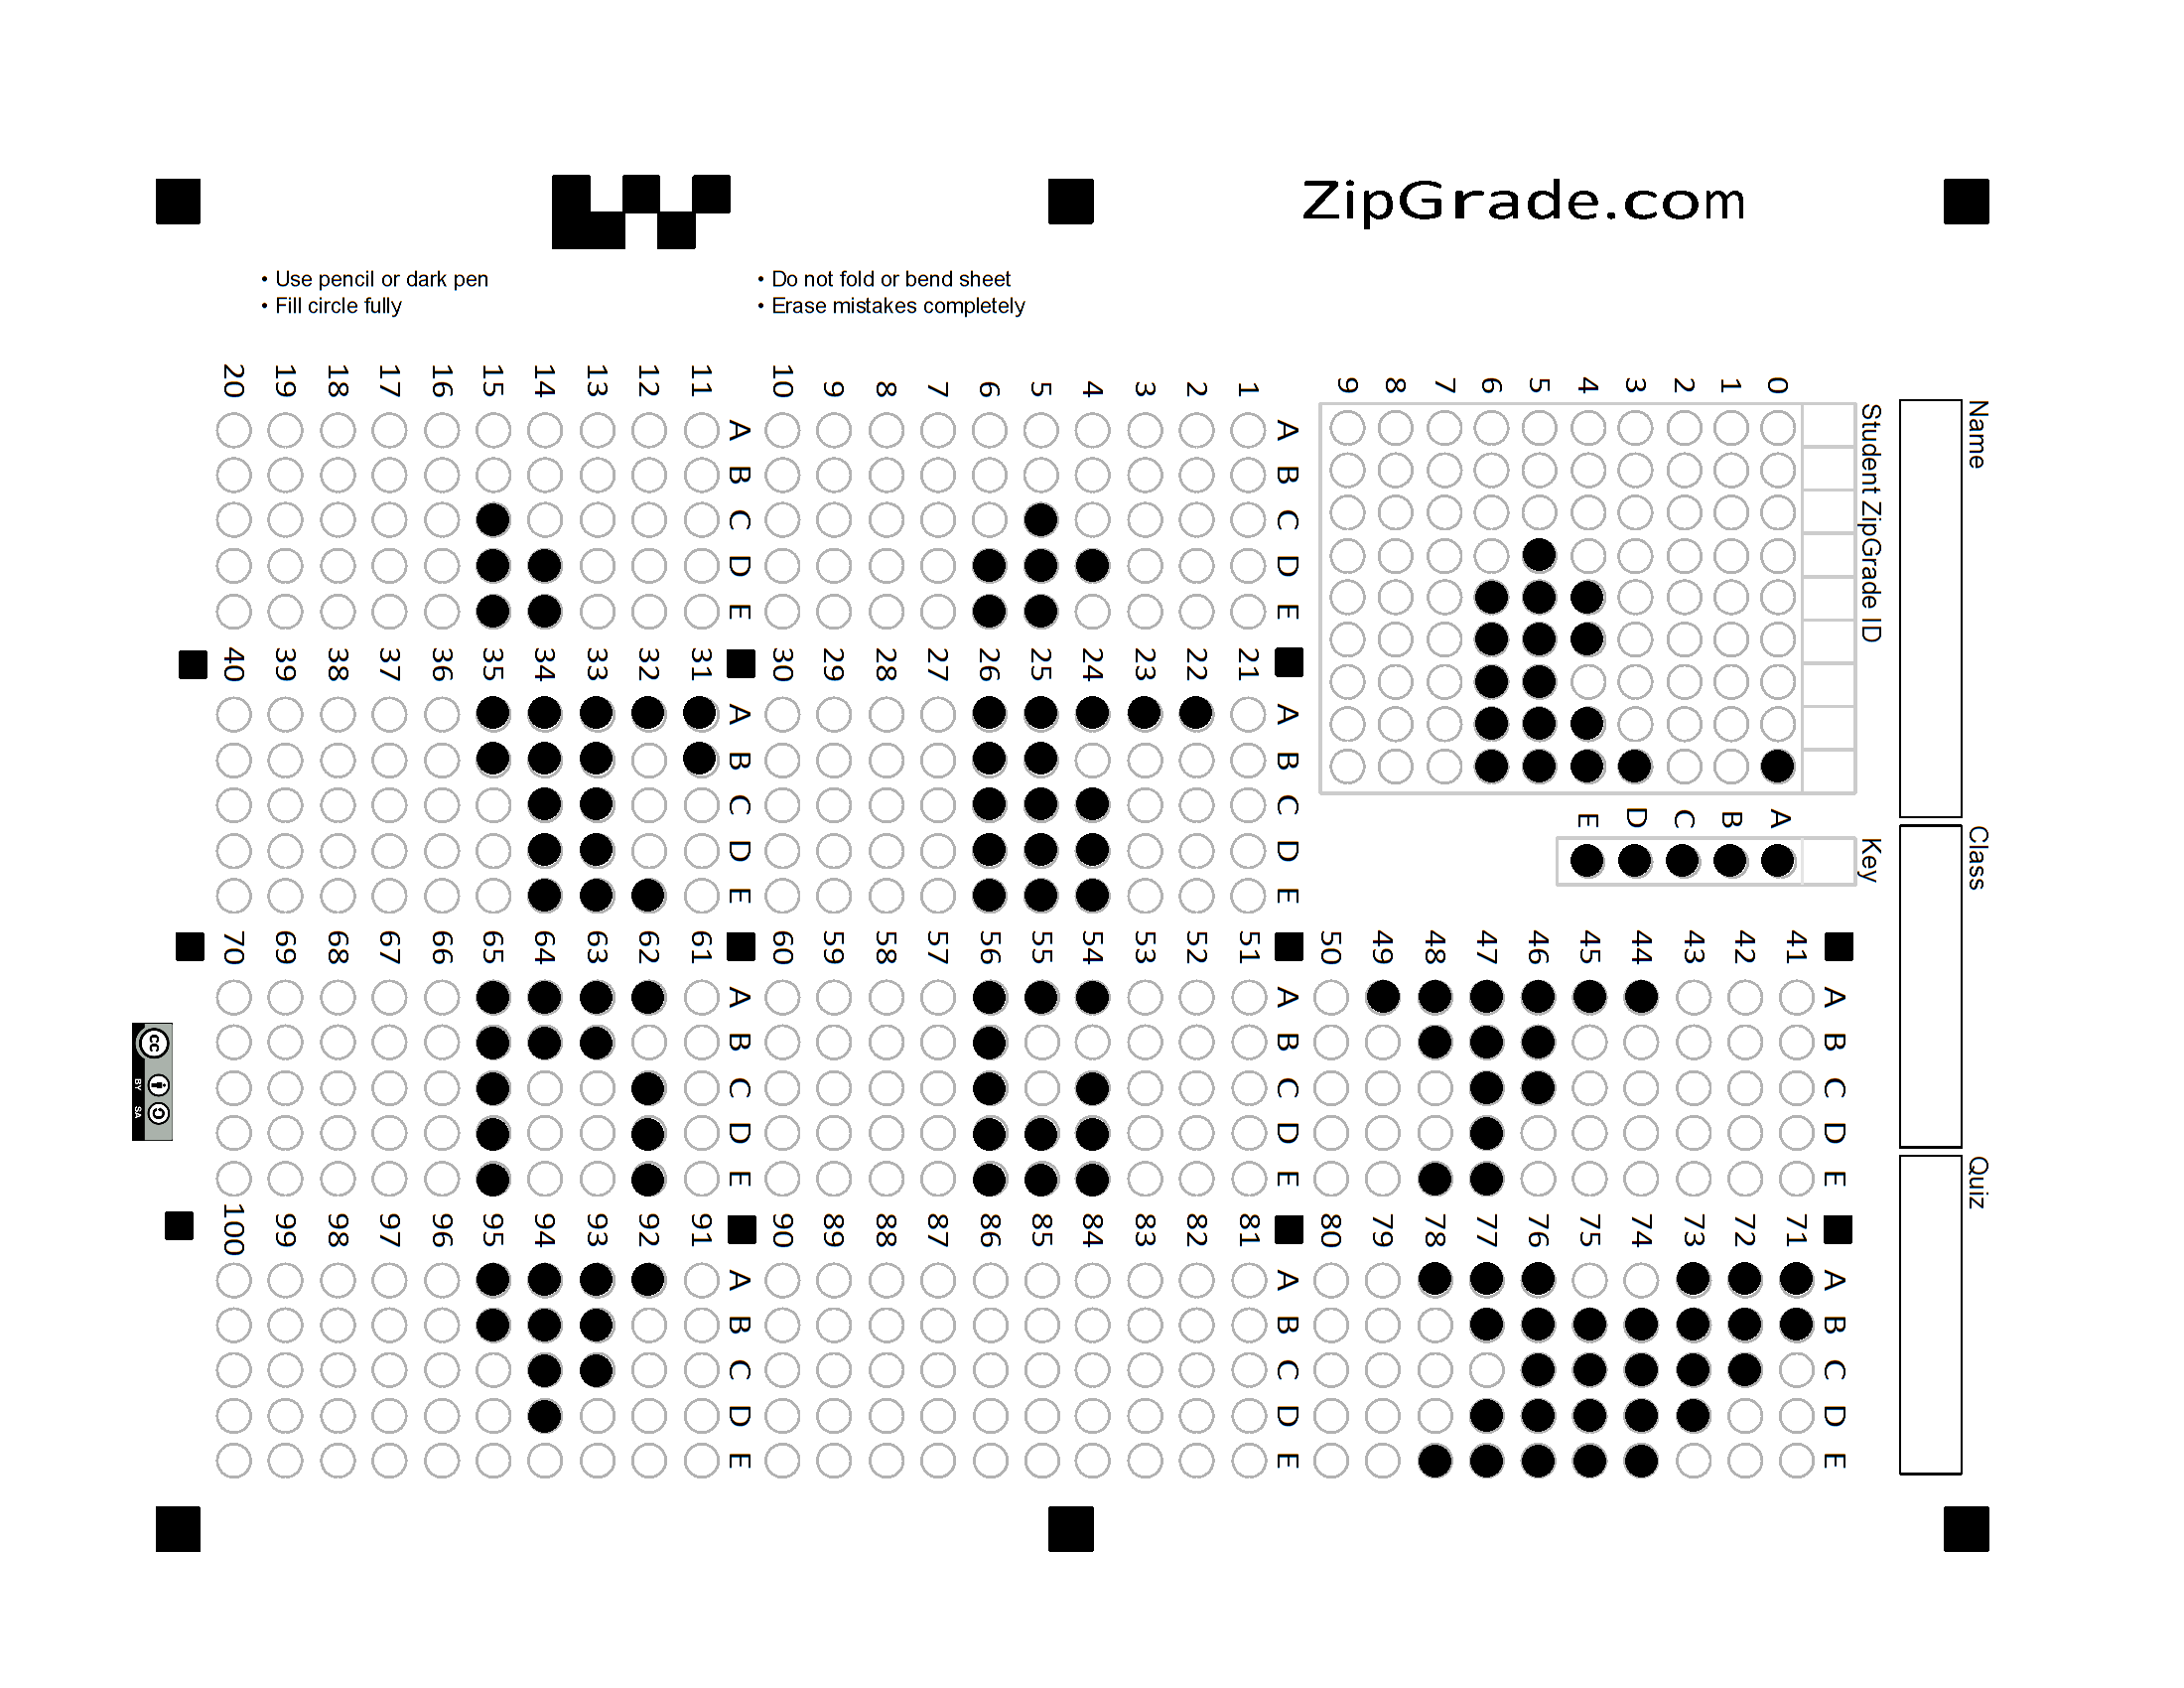 ZipGrade.com
• Use pencil or dark pen
• Fill circle fully
• Do not fold or bend sheet
• Erase mistakes completely
Name
Class
Quiz
Student ZipGrade ID
0 1 2 3 4 5 6 7 8 9
Key
A B C D E
1 2 3 4 5 6 7 8 9 10
A B C D E
11 12 13 14 15 16 17 18 19 20
A B C D E
21 22 23 24 25 26 27 28 29 30
A B C D E
31 32 33 34 35 36 37 38 39 40
A B C D E
41 42 43 44 45 46 47 48 49 50
A B C D E
51 52 53 54 55 56 57 58 59 60
A B C D E
61 62 63 64 65 66 67 68 69 70
A B C D E
71 72 73 74 75 76 77 78 79 80
A B C D E
81 82 83 84 85 86 87 88 89 90
A B C D E
91 92 93 94 95 96 97 98 99 100
A B C D E
cc
BY SA